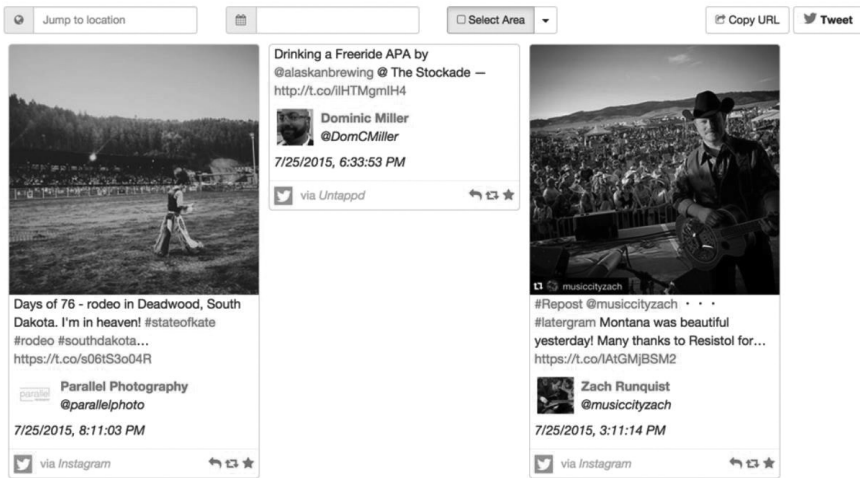 Jump to location
Select Area
Copy URL
Tweet
Days of 76 - rodeo in Deadwood, South
Dakota. I'm in heaven! #stateofkate
#rodeo #southdakota...
https://t.co/s06tS3o04R
parallel
Parallel Photography
@parallelphoto
7/25/2015, 8:11:03 PM
via Instagram
Drinking a Freeride APA by
@alaskanbrewing @ The Stockade —
http://t.co/ilHTMgmIH4
Dominic Miller
@DomCMiller
7/25/2015, 6:33:53 PM
via Untappd
musiccityzach
#Repost @musiccityzach · · ·
#latergram Montana was beautiful
yesterday! Many thanks to Resistol for...
https://t.co/IAtGMjBSM2
Zach Runquist
@musiccityzach
7/25/2015, 3:11:14 PM
via Instagram